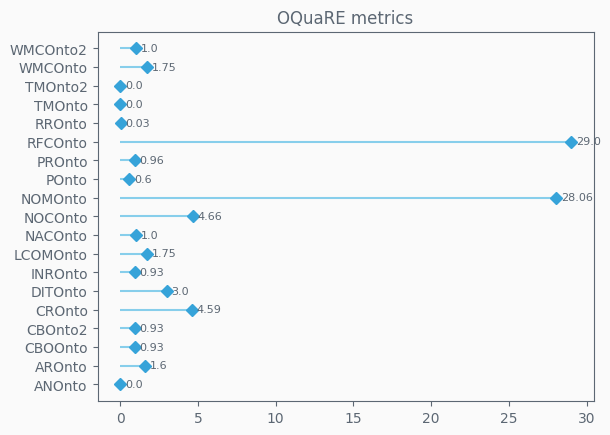 OQuaRE metrics
WMCOnto2 1.0
WMCOnto 1.75
TMOnto2 0.0
TMOnto 0.0
RROnto 0.03
RFCOnto 29.0
PROnto 0.96
POnto 0.6
NOMOnto 28.06
NOCOnto 4.66
NACOnto 1.0
LCOMOnto 1.75
INROnto 0.93
DITOnto 3.0
CROnto 4.59
CBOnto2 0.93
CBOOnto 0.93
AROnto 1.6
ANOnto 0.0
0 5 10 15 20 25 30